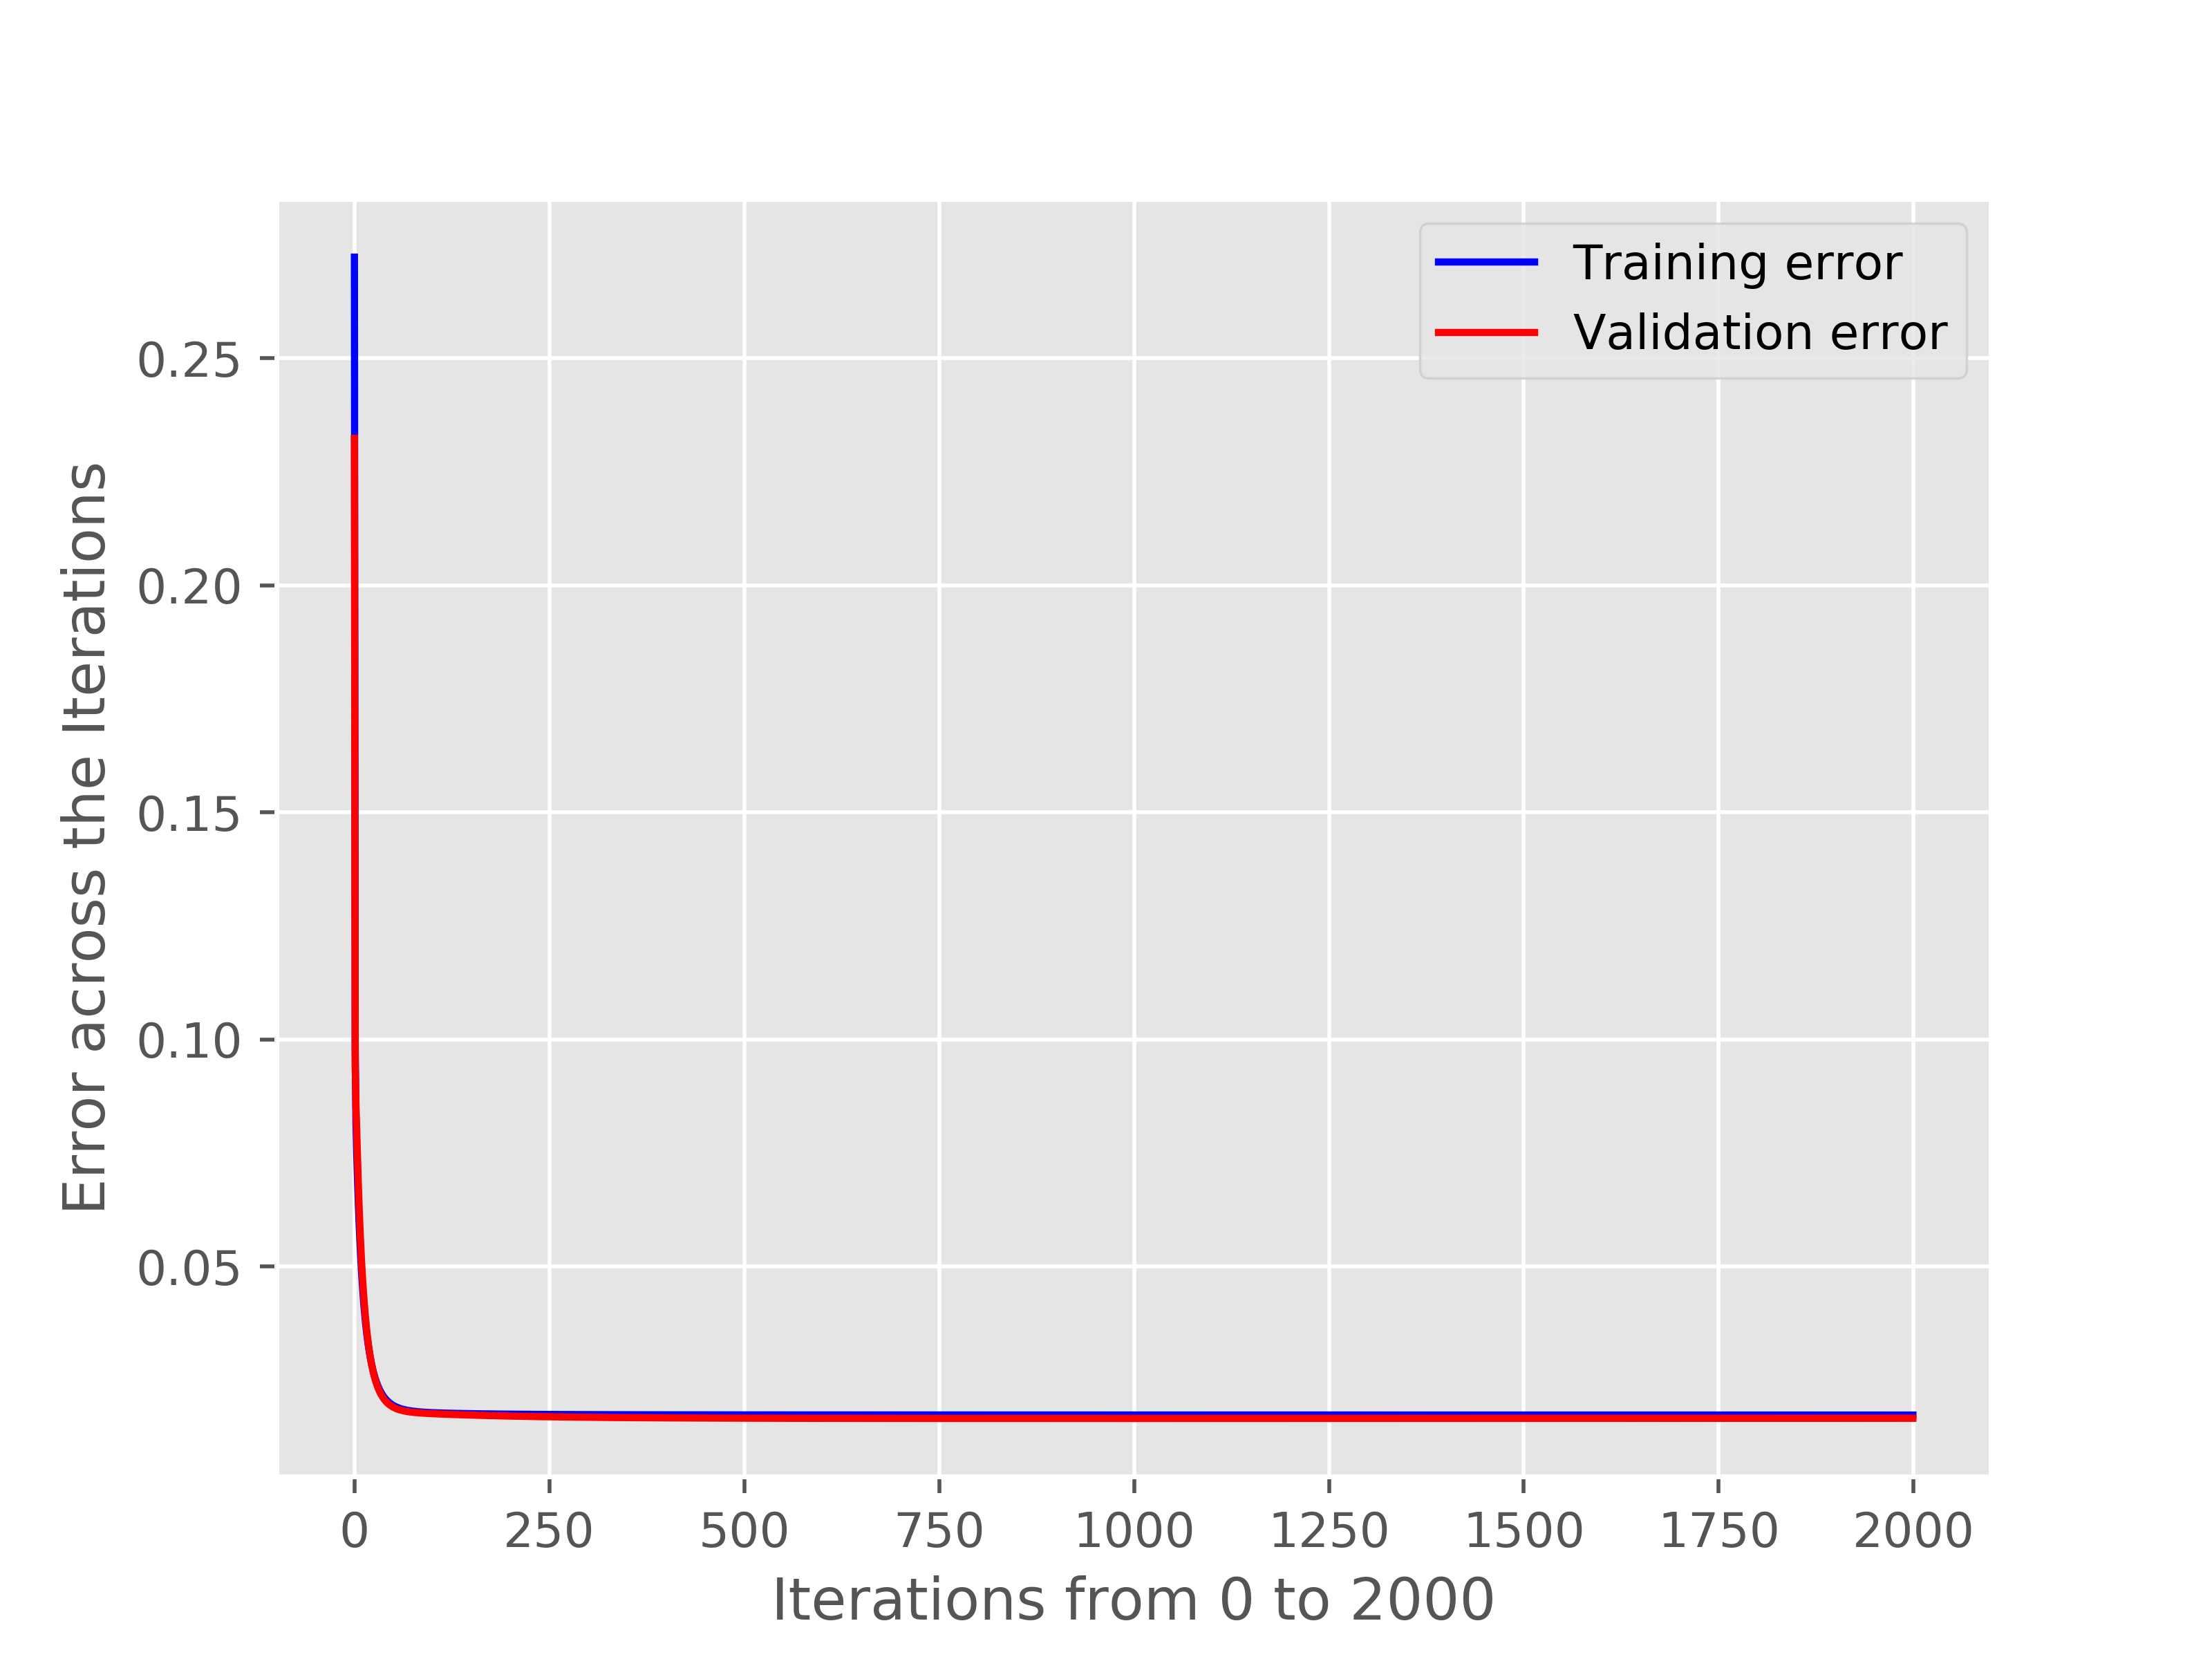 Training error
Validation error
0.25
0.20
0.15
0.10
0.05
Error across the Iterations
0 250 500 750 1000 1250 1500 1750 2000
Iterations from 0 to 2000